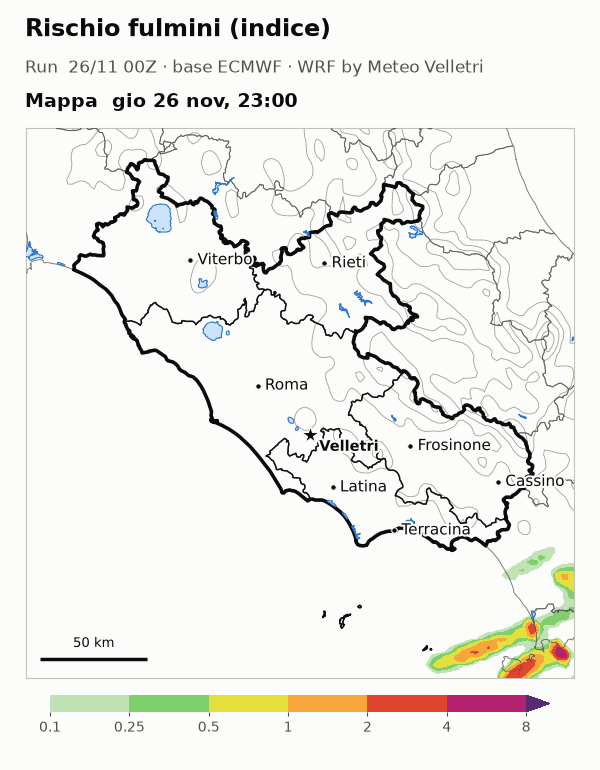 Rischio fulmini (indice)
Run  26/11 00Z · base ECMWF · WRF by Meteo Velletri
Mappa  gio 26 nov, 23:00
Viterbo
Rieti
Roma
Velletri
Frosinone
Latina
Cassino
Terracina
50 km
0.1 0.25 0.5 1 2 4 8